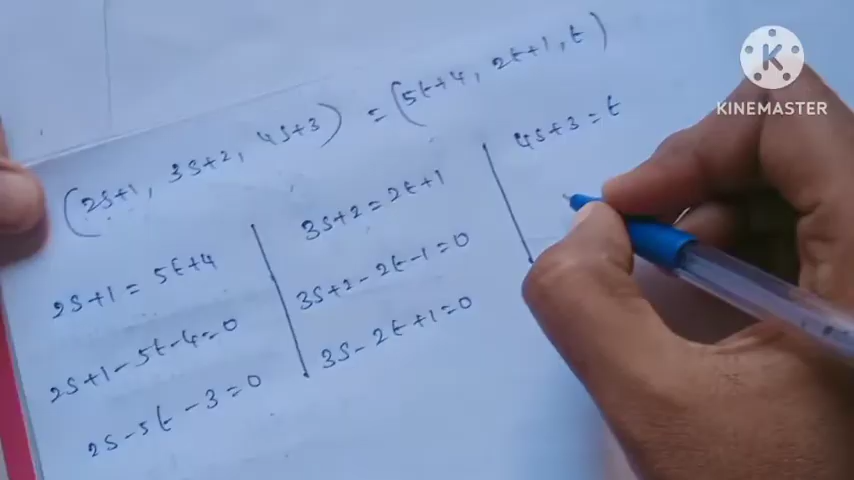 (2s+1, 3s+2, 4s+3) = (5t+4, 2t+1, t)
2s+1 = 5t+4
2s+1-5t-4=0
2s-5t-3=0
3s+2=2t+1
3s+2-2t-1=0
3s-2t+1=0
4s+3=t
K
KINEMASTER